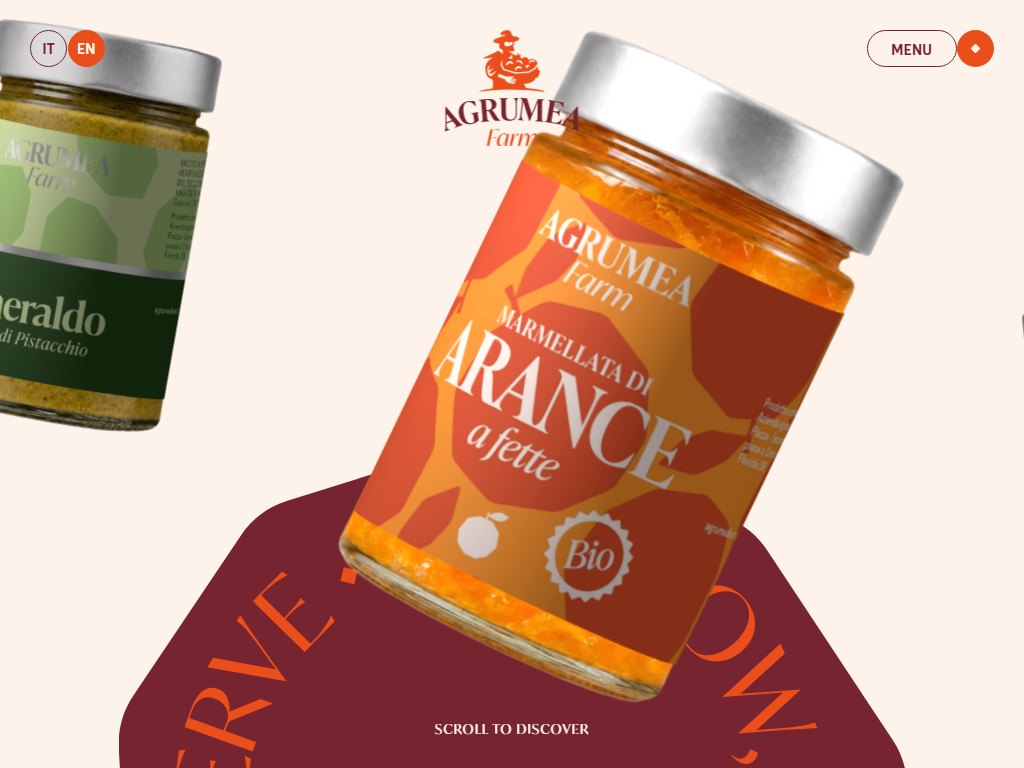 IT
EN
AGRUMEA
Farm
MENU
AGRUMEA
Farm
neraldo
di Pistacchio
AGRUMEA
Farm
MARMELLATA DI
ARANCE
a fette
Bio
ERVE
OW,
SCROLL TO DISCOVER